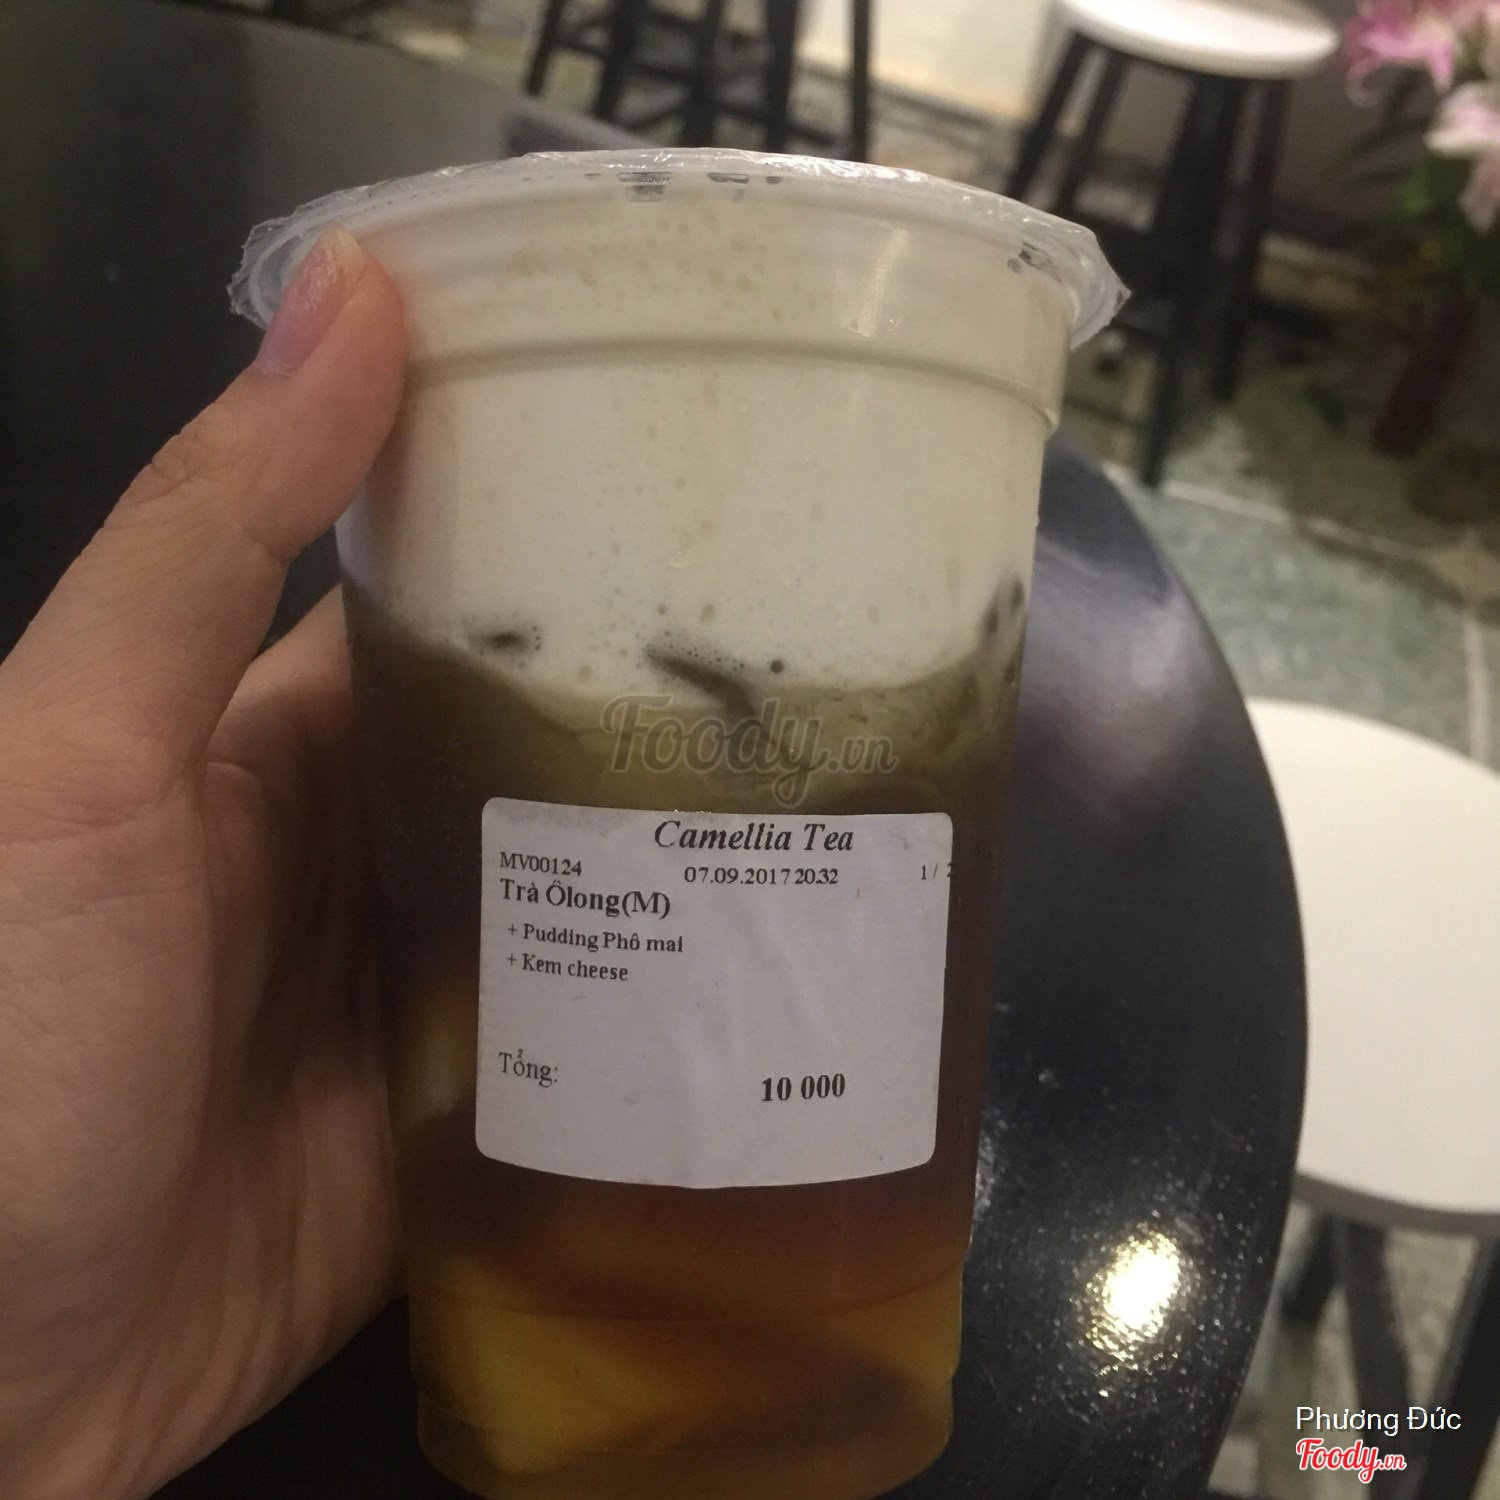 Foody.vn
Camellia Tea
MV00124 07.09.2017 20:32 1 / 2
Trà Ôlong(M)
+ Pudding Phô mai
+ Kem cheese
Tổng: 10 000
Phương Đức
Foody.vn